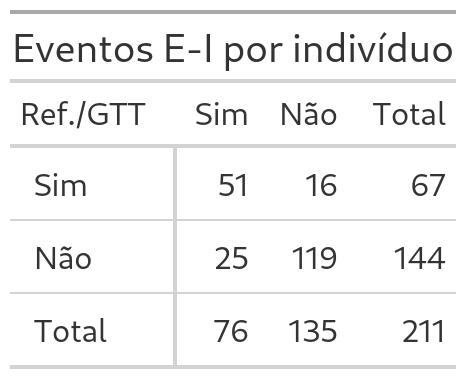 Eventos E-I por indivíduo
Ref./GTT Sim Não Total
Sim 51 16 67
Não 25 119 144
Total 76 135 211